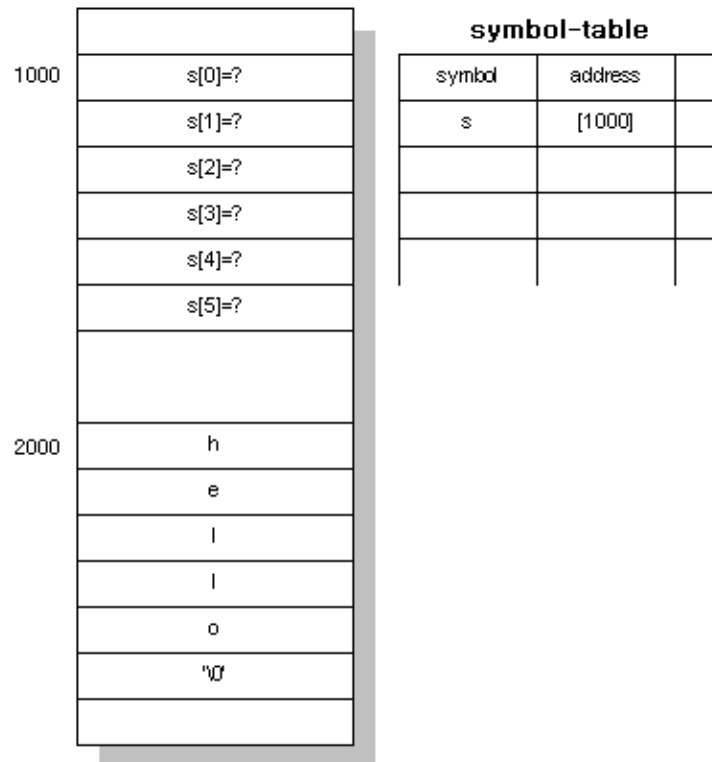 symbol-table
1000 s[0]=? symbol address
s[1]=? s [1000]
s[2]=?
s[3]=?
s[4]=?
s[5]=?
2000 h
e
l
l
o
'\0'